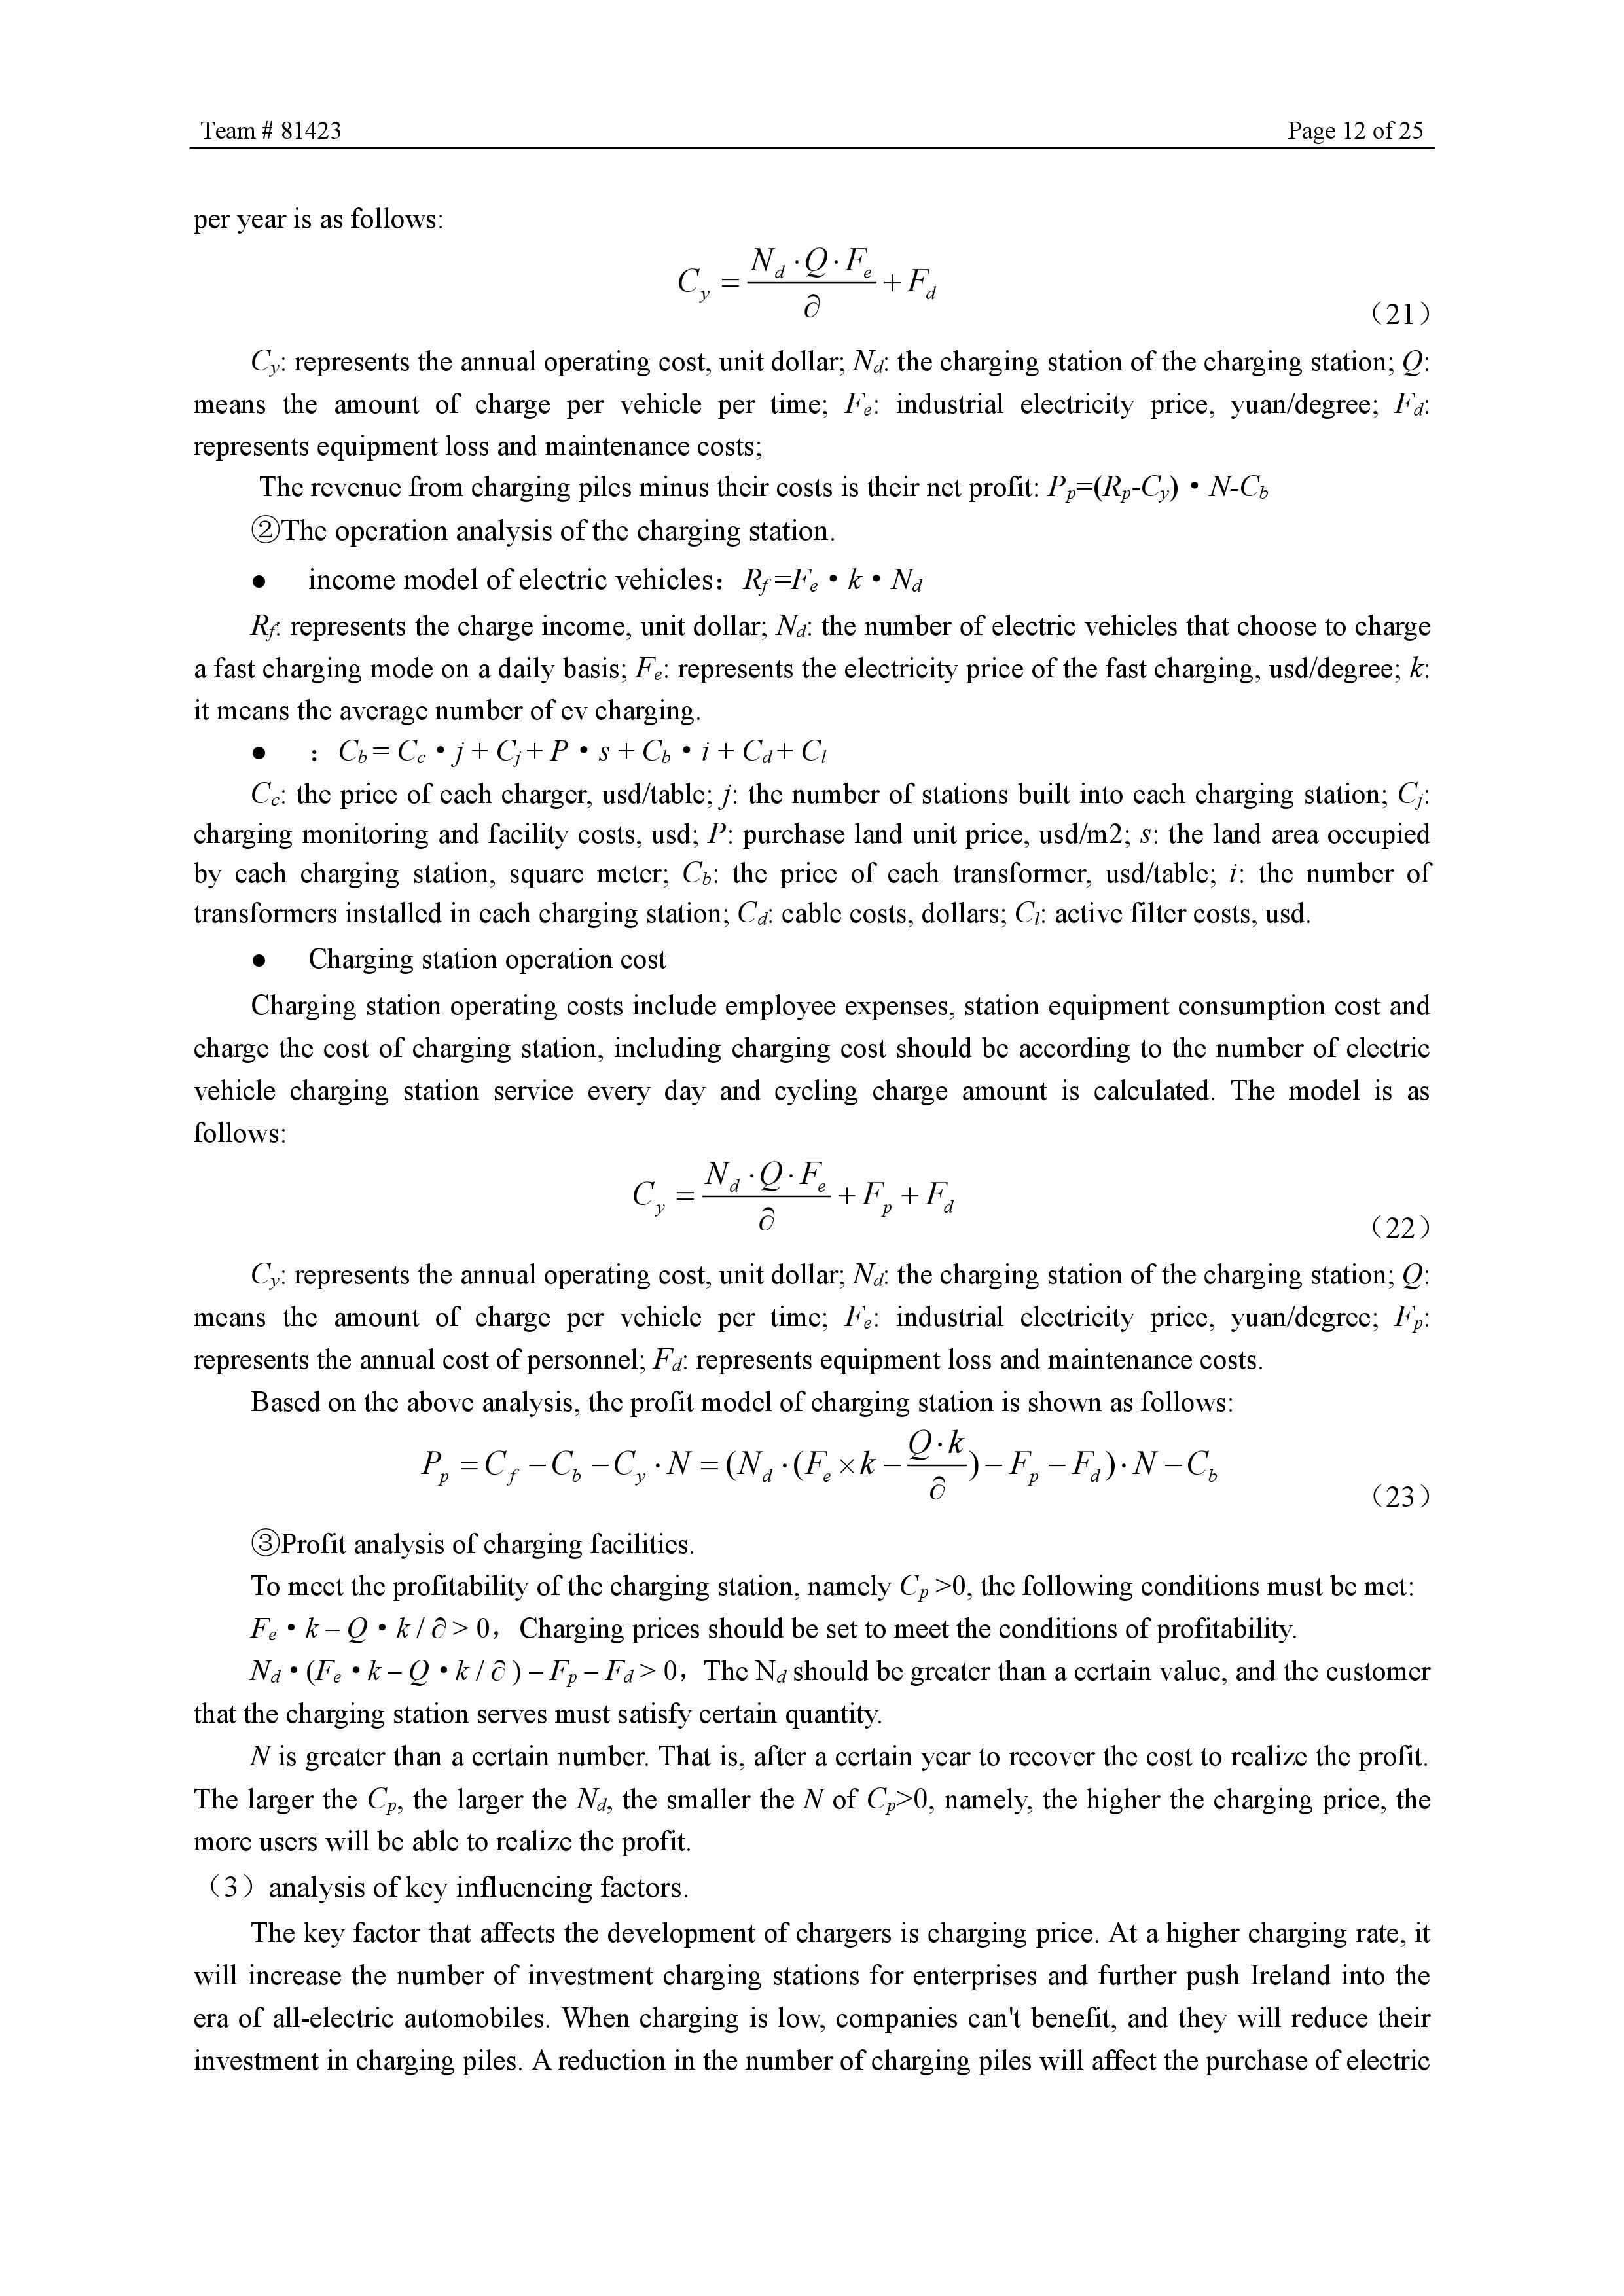 Team # 81423 Page 12 of 25
per year is as follows:
C_y = \frac{N_d · Q · F_e}{∂} + F_d
（21）
C_y: represents the annual operating cost, unit dollar; N_d: the charging station of the charging station; Q:
means the amount of charge per vehicle per time; F_e: industrial electricity price, yuan/degree; F_d:
represents equipment loss and maintenance costs;
The revenue from charging piles minus their costs is their net profit: P_p=(R_p-C_y)·N-C_b
②The operation analysis of the charging station.
● income model of electric vehicles：R_f=F_e·k·N_d
R_f: represents the charge income, unit dollar; N_d: the number of electric vehicles that choose to charge
a fast charging mode on a daily basis; F_e: represents the electricity price of the fast charging, usd/degree; k:
it means the average number of ev charging.
● ：C_b = C_c·j + C_j + P·s + C_b·i + C_d + C_l
C_c: the price of each charger, usd/table; j: the number of stations built into each charging station; C_j:
charging monitoring and facility costs, usd; P: purchase land unit price, usd/m2; s: the land area occupied
by each charging station, square meter; C_b: the price of each transformer, usd/table; i: the number of
transformers installed in each charging station; C_d: cable costs, dollars; C_l: active filter costs, usd.
● Charging station operation cost
Charging station operating costs include employee expenses, station equipment consumption cost and
charge the cost of charging station, including charging cost should be according to the number of electric
vehicle charging station service every day and cycling charge amount is calculated. The model is as
follows:
C_y = \frac{N_d · Q · F_e}{∂} + F_p + F_d
（22）
C_y: represents the annual operating cost, unit dollar; N_d: the charging station of the charging station; Q:
means the amount of charge per vehicle per time; F_e: industrial electricity price, yuan/degree; F_p:
represents the annual cost of personnel; F_d: represents equipment loss and maintenance costs.
Based on the above analysis, the profit model of charging station is shown as follows:
P_p = C_f − C_b − C_y · N = (N_d · (F_e × k − \frac{Q · k}{∂}) − F_p − F_d) · N − C_b
（23）
③Profit analysis of charging facilities.
To meet the profitability of the charging station, namely C_p >0, the following conditions must be met:
F_e·k – Q·k / ∂ > 0，Charging prices should be set to meet the conditions of profitability.
N_d·(F_e·k – Q·k / ∂ ) – F_p – F_d > 0，The N_d should be greater than a certain value, and the customer
that the charging station serves must satisfy certain quantity.
N is greater than a certain number. That is, after a certain year to recover the cost to realize the profit.
The larger the C_p, the larger the N_d, the smaller the N of C_p>0, namely, the higher the charging price, the
more users will be able to realize the profit.
（3）analysis of key influencing factors.
The key factor that affects the development of chargers is charging price. At a higher charging rate, it
will increase the number of investment charging stations for enterprises and further push Ireland into the
era of all-electric automobiles. When charging is low, companies can't benefit, and they will reduce their
investment in charging piles. A reduction in the number of charging piles will affect the purchase of electric